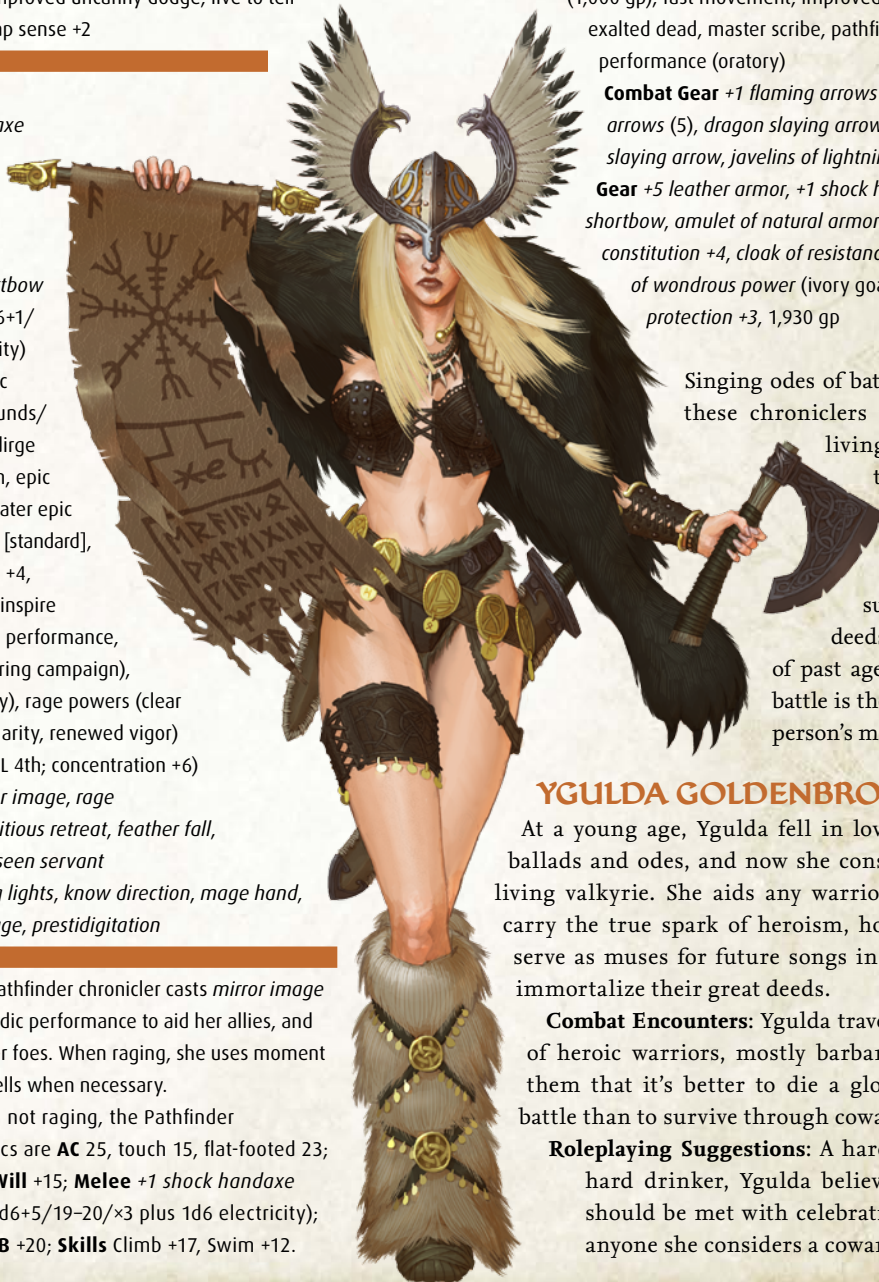 mproved uncanny dodge, live to tell
ap sense +2
axe
rtbow
6+1/
ity)
c
unds/
dirge
n, epic
ater epic
[standard],
+4,
inspire
performance,
ring campaign),
y), rage powers (clear
arity, renewed vigor)
L 4th; concentration +6)
r image, rage
itious retreat, feather fall,
seen servant
g lights, know direction, mage hand,
ge, prestidigitation
athfinder chronicler casts mirror image
dic performance to aid her allies, and
r foes. When raging, she uses moment
ells when necessary.
not raging, the Pathfinder
cs are AC 25, touch 15, flat-footed 23;
Will +15; Melee +1 shock handaxe
d6+5/19–20/×3 plus 1d6 electricity);
B +20; Skills Climb +17, Swim +12.
(1,000 gp), fast movement, improved
exalted dead, master scribe, pathfi
performance (oratory)
Combat Gear +1 flaming arrows
arrows (5), dragon slaying arrow
slaying arrow, javelins of lightni
Gear +5 leather armor, +1 shock h
shortbow, amulet of natural armor
constitution +4, cloak of resistanc
of wondrous power (ivory goa
protection +3, 1,930 gp
Singing odes of bat
these chroniclers
living
t
su
deeds
of past age
battle is th
person's m
YGULDA GOLDENBRO
At a young age, Ygulda fell in lov
ballads and odes, and now she cons
living valkyrie. She aids any warrio
carry the true spark of heroism, ho
serve as muses for future songs in
immortalize their great deeds.
Combat Encounters: Ygulda trave
of heroic warriors, mostly barbar
them that it's better to die a glo
battle than to survive through cowa
Roleplaying Suggestions: A hard
hard drinker, Ygulda believ
should be met with celebrati
anyone she considers a cowar